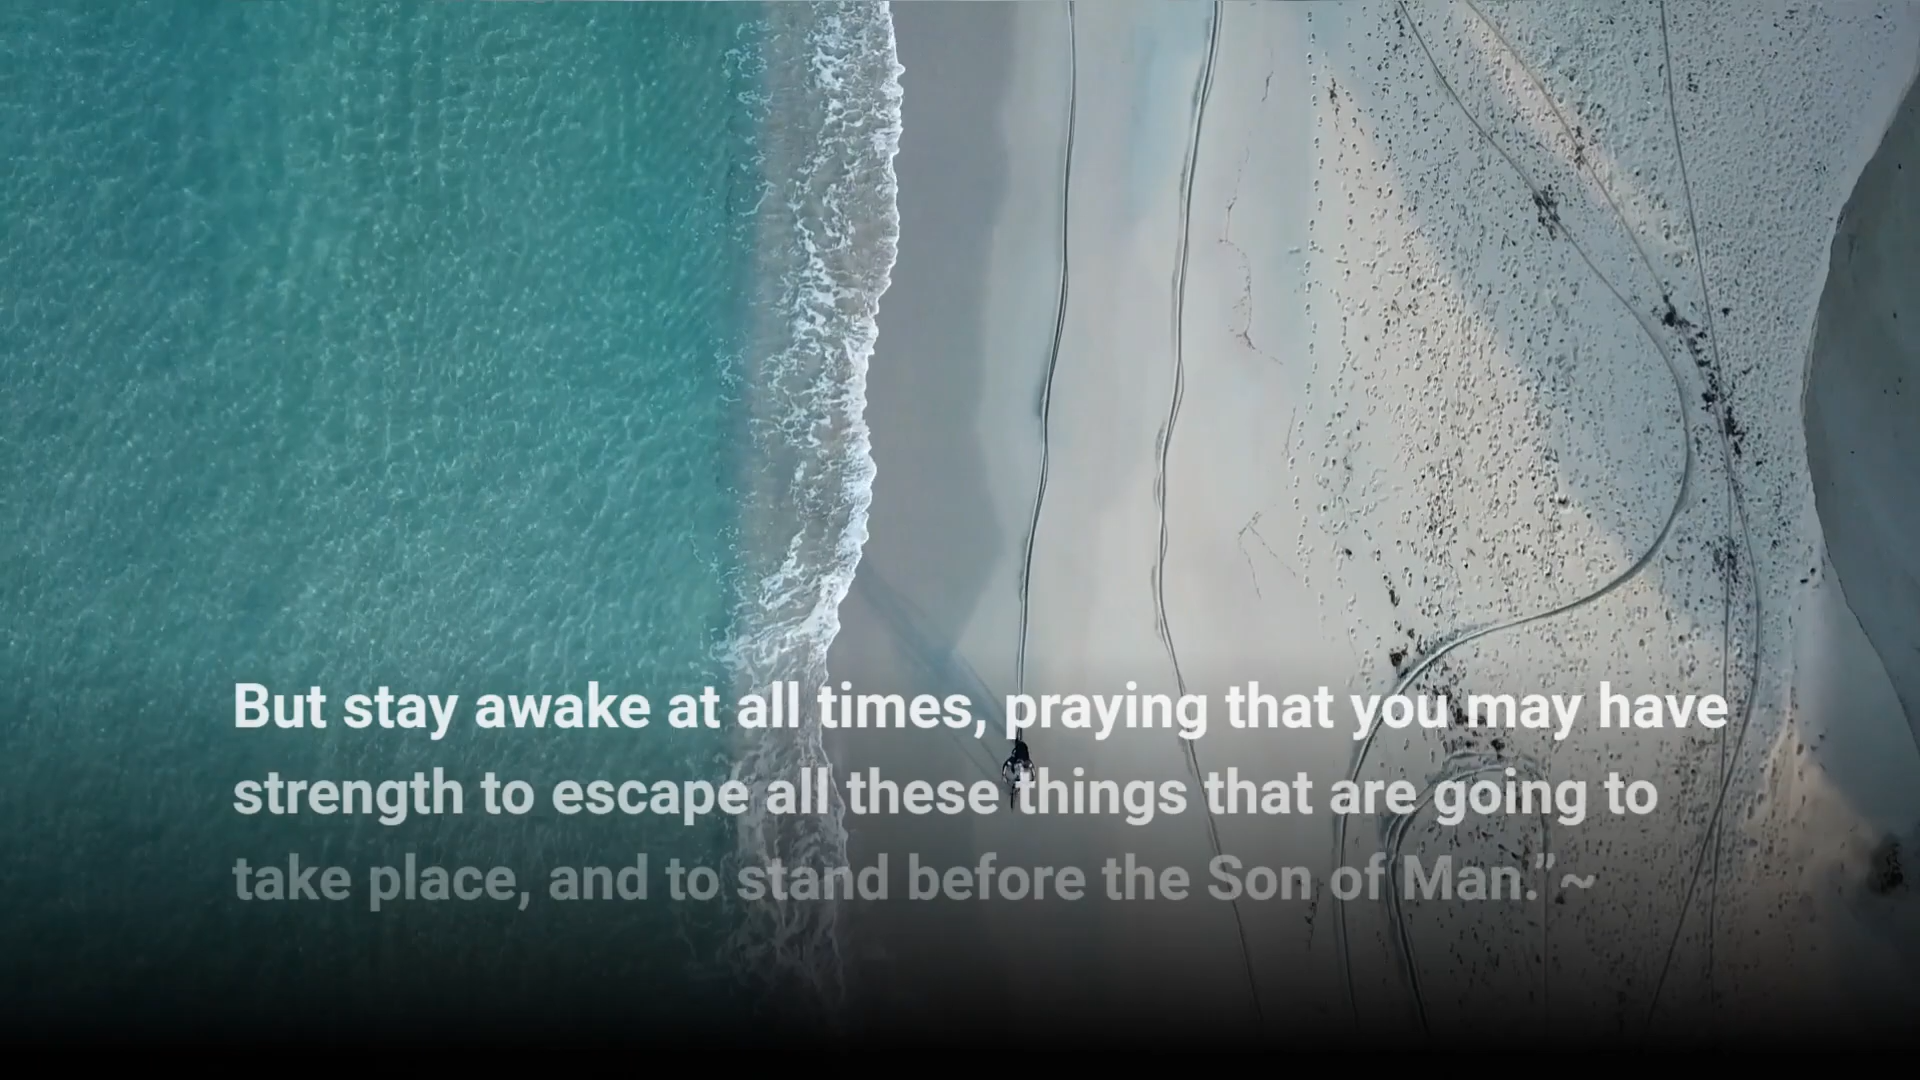 But stay awake at all times, praying that you may have
strength to escape all these things that are going to
take place, and to stand before the Son of Man.”~